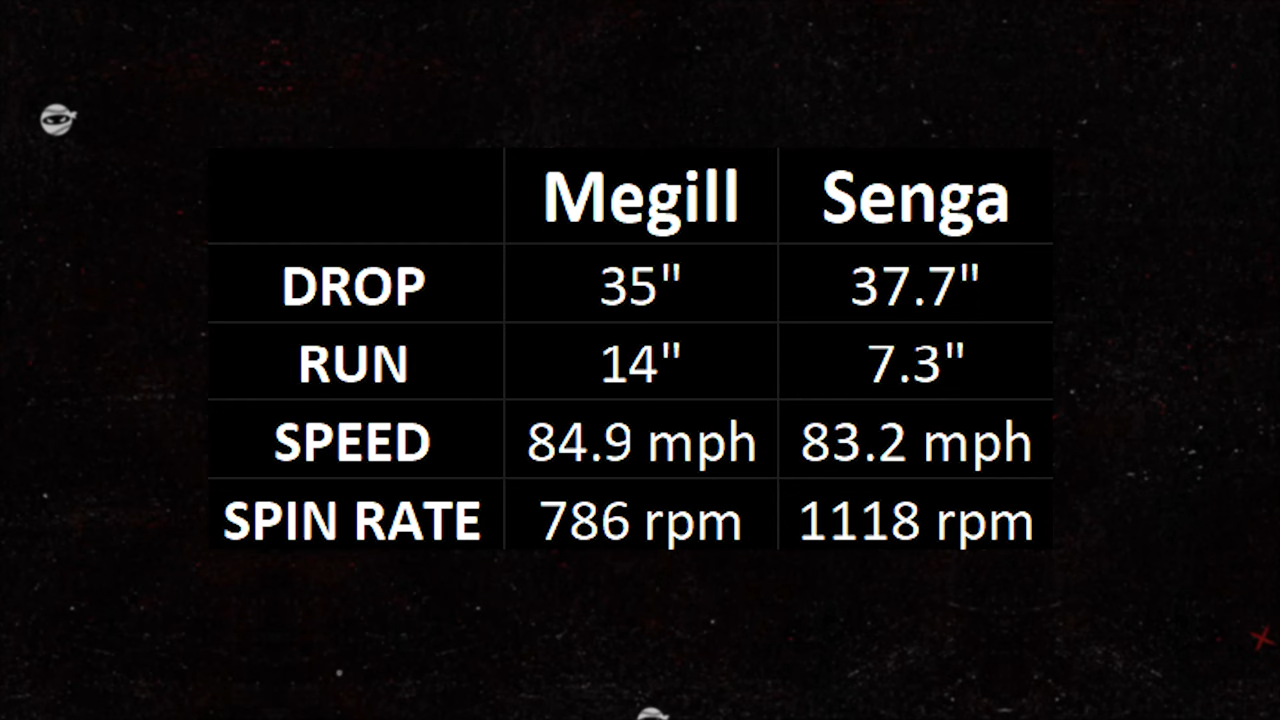 Megill Senga
DROP 35" 37.7"
RUN 14" 7.3"
SPEED 84.9 mph 83.2 mph
SPIN RATE 786 rpm 1118 rpm